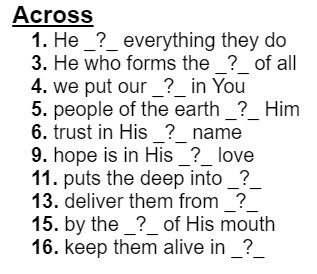 Across
1. He _?_ everything they do
3. He who forms the _?_ of all
4. we put our _?_ in You
5. people of the earth _?_ Him
6. trust in His _?_ name
9. hope is in His _?_ love
11. puts the deep into _?_
13. deliver them from _?_
15. by the _?_ of His mouth
16. keep them alive in _?_